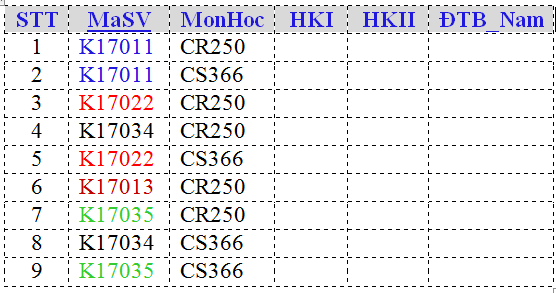 STT MaSV MonHoc HKI HKII ĐTB_Nam
1 K17011 CR250
2 K17011 CS366
3 K17022 CR250
4 K17034 CR250
5 K17022 CS366
6 K17013 CR250
7 K17035 CR250
8 K17034 CS366
9 K17035 CS366